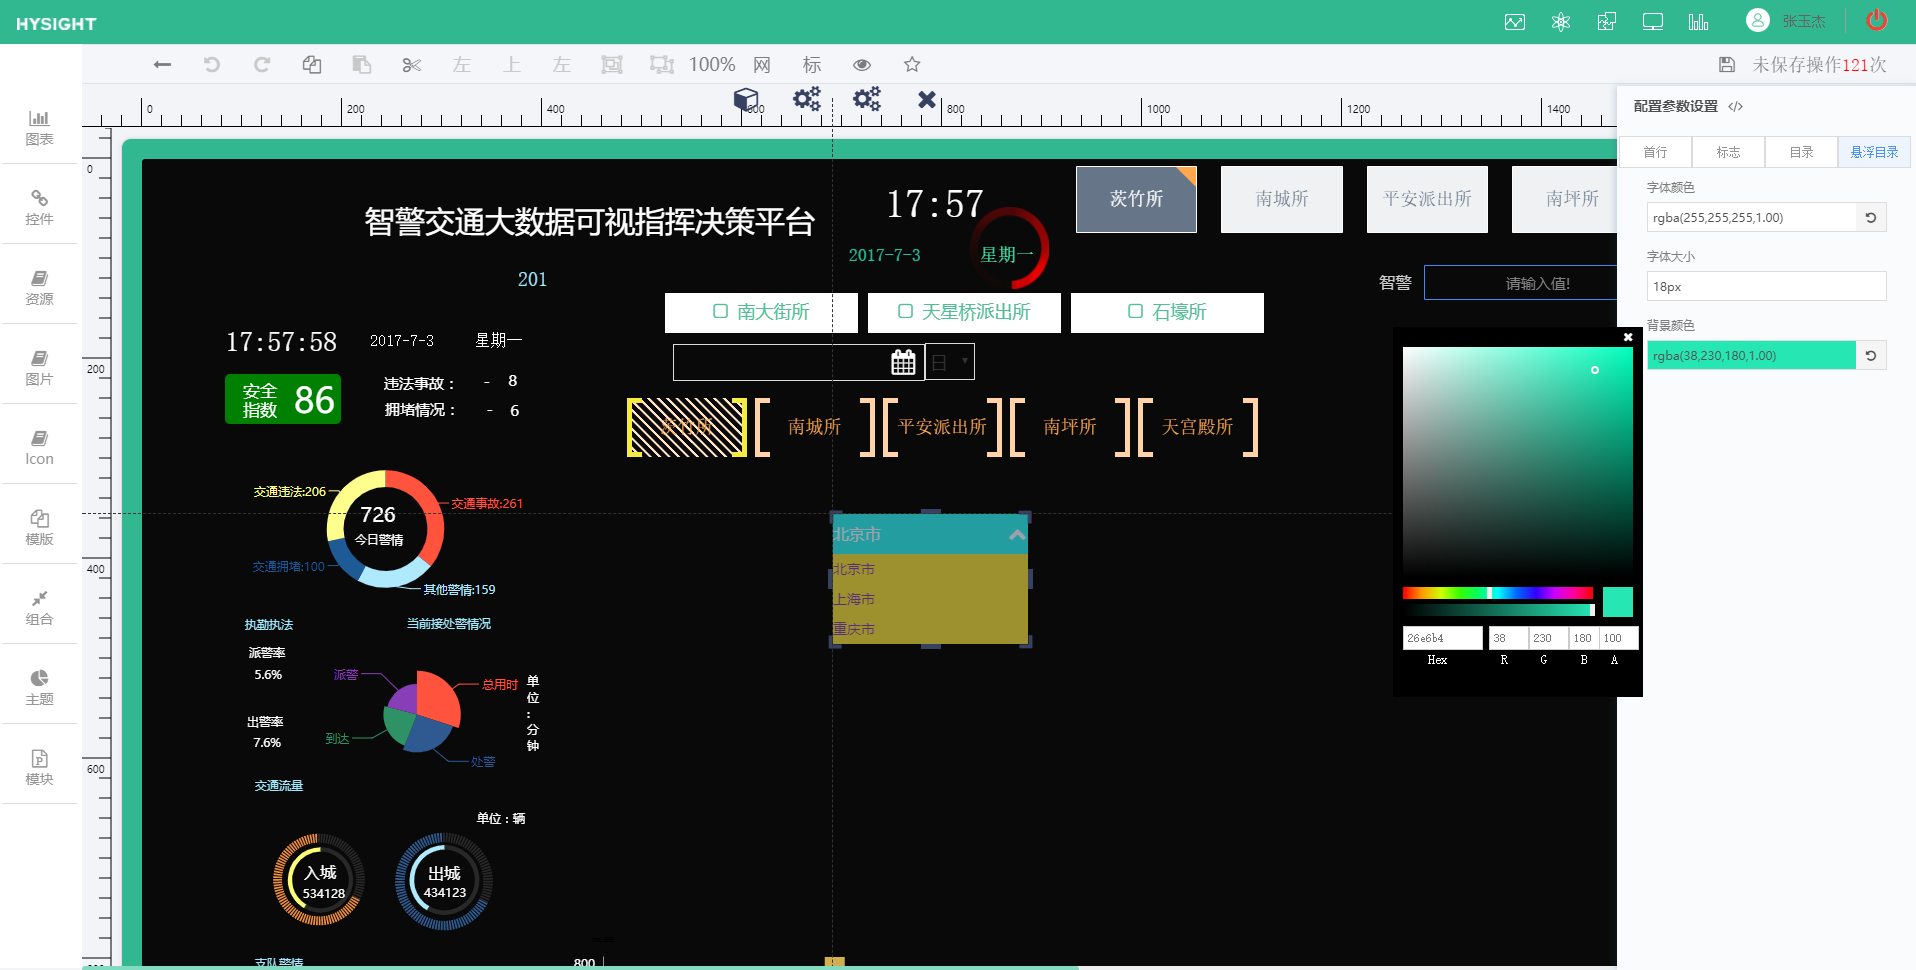 HYSIGHT
张玉杰
左
上
左
100%
网
标
未保存操作121次
图表
控件
资源
图片
Icon
模版
组合
主题
模块
0
200
400
600
800
1000
1200
1400
0
200
400
600
智警交通大数据可视指挥决策平台
17:57
2017-7-3
星期一
201
茨竹所
南城所
平安派出所
南坪所
智警
请输入值!
南大街所
天星桥派出所
石壕所
日
17:57:58
2017-7-3
星期一
安全
指数
86
违法事故：
-
8
拥堵情况：
-
6
茨竹所
南城所
平安派出所
南坪所
天宫殿所
交通违法:206
交通事故:261
726
今日警情
交通拥堵:100
其他警情:159
北京市
北京市
上海市
重庆市
执勤执法
当前接处警情况
派警率
5.6%
出警率
7.6%
派警
总用时
到达
处警
单
位
:
分
钟
交通流量
单位：辆
入城
534128
出城
434123
支队警情
800
配置参数设置
首行
标志
目录
悬浮目录
字体颜色
rgba(255,255,255,1.00)
字体大小
18px
背景颜色
rgba(38,230,180,1.00)
26e6b4
38
230
180
100
Hex
R
G
B
A